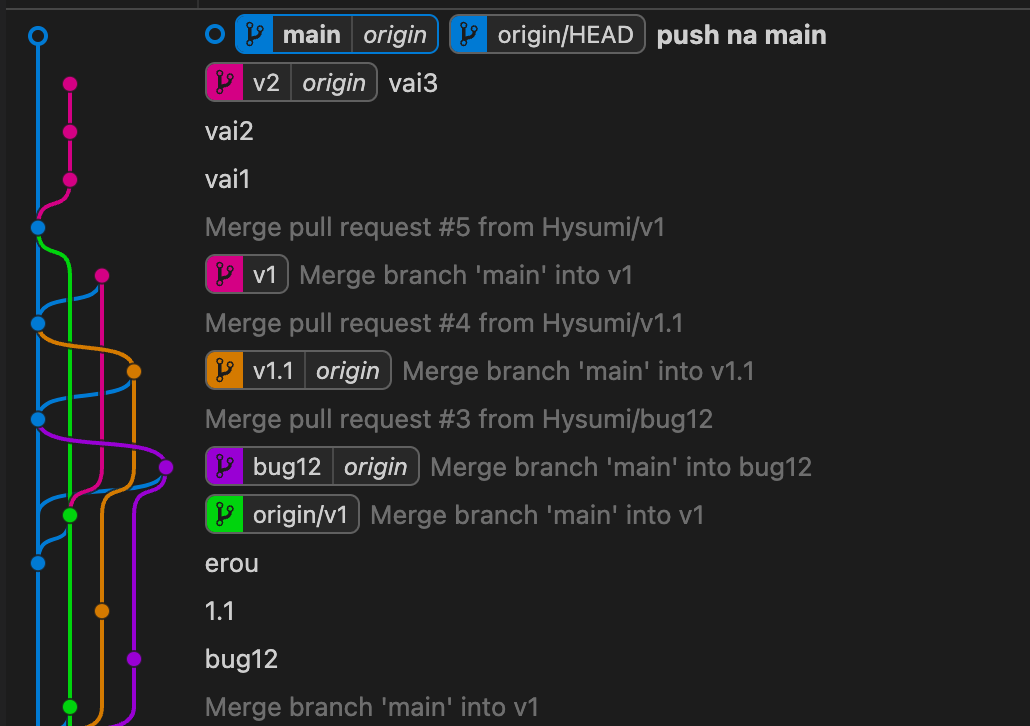 main origin origin/HEAD push na main
v2 origin vai3
vai2
vai1
Merge pull request #5 from Hysumi/v1
v1 Merge branch 'main' into v1
Merge pull request #4 from Hysumi/v1.1
v1.1 origin Merge branch 'main' into v1.1
Merge pull request #3 from Hysumi/bug12
bug12 origin Merge branch 'main' into bug12
origin/v1 Merge branch 'main' into v1
erou
1.1
bug12
Merge branch 'main' into v1